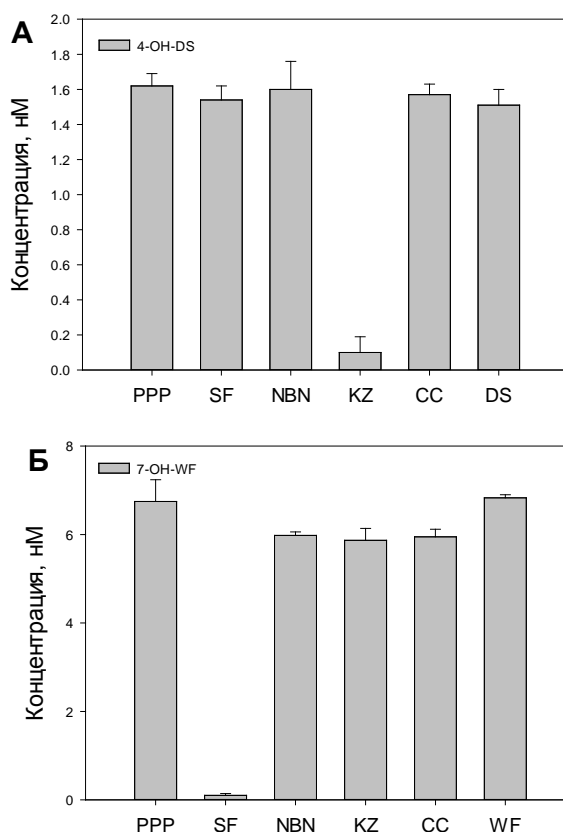 А
4-OH-DS
Концентрация, нМ
2.0
1.8
1.6
1.4
1.2
1.0
0.8
0.6
0.4
0.2
0.0
PPP SF NBN KZ CC DS
Б
7-OH-WF
Концентрация, нМ
8
6
4
2
0
PPP SF NBN KZ CC WF